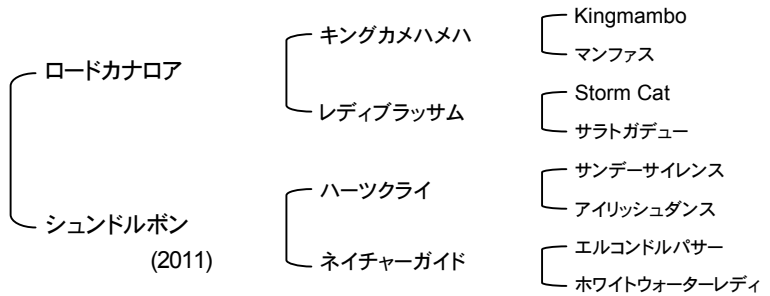 ロードカナロア
シュンドルボン
(2011)
キングカメハメハ
レディブラッサム
ハーツクライ
ネイチャーガイド
Kingmambo
マンファス
Storm Cat
サラトガデュー
サンデーサイレンス
アイリッシュダンス
エルコンドルパサー
ホワイトウォーターレディ